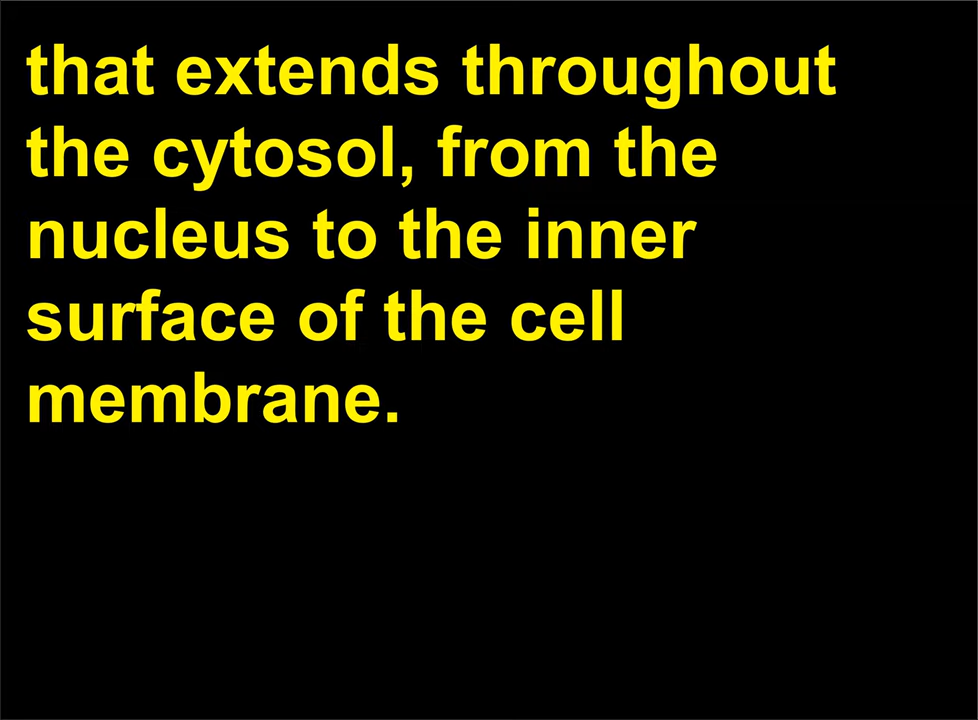 that extends throughout
the cytosol, from the
nucleus to the inner
surface of the cell
membrane.